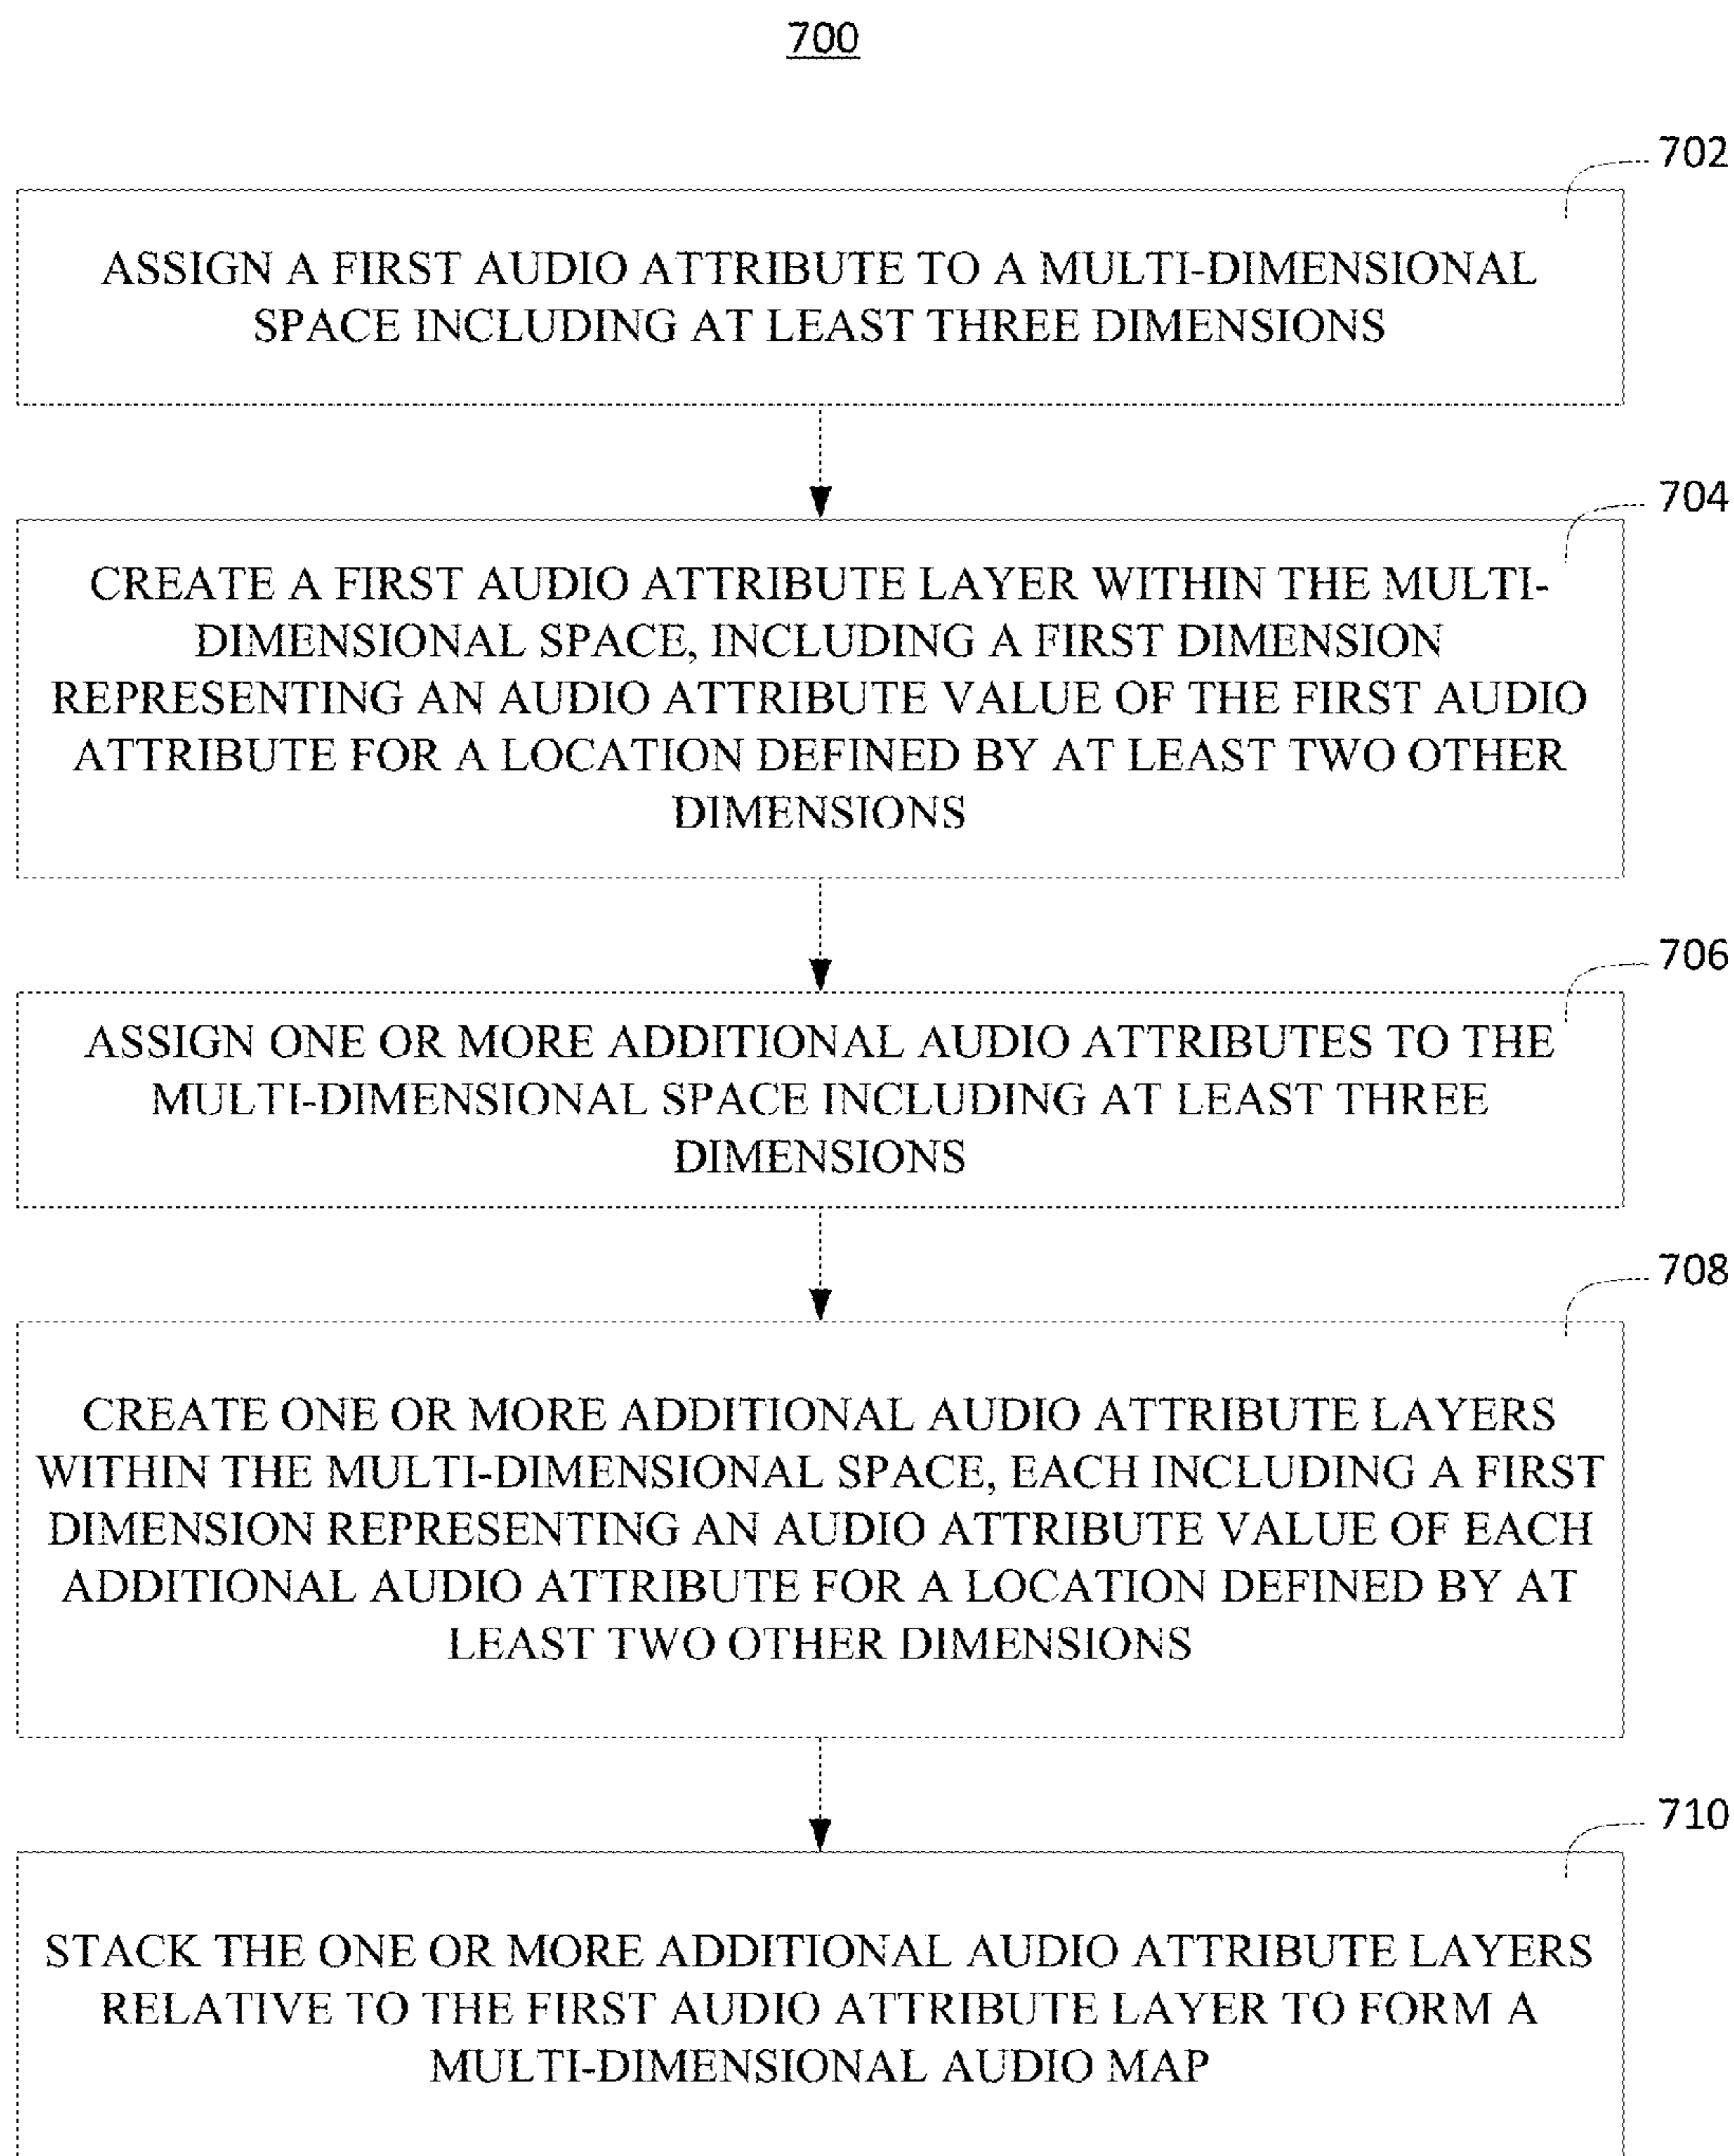 700
702
ASSIGN A FIRST AUDIO ATTRIBUTE TO A MULTI-DIMENSIONAL
SPACE INCLUDING AT LEAST THREE DIMENSIONS
704
CREATE A FIRST AUDIO ATTRIBUTE LAYER WITHIN THE MULTI-
DIMENSIONAL SPACE, INCLUDING A FIRST DIMENSION
REPRESENTING AN AUDIO ATTRIBUTE VALUE OF THE FIRST AUDIO
ATTRIBUTE FOR A LOCATION DEFINED BY AT LEAST TWO OTHER
DIMENSIONS
706
ASSIGN ONE OR MORE ADDITIONAL AUDIO ATTRIBUTES TO THE
MULTI-DIMENSIONAL SPACE INCLUDING AT LEAST THREE
DIMENSIONS
708
CREATE ONE OR MORE ADDITIONAL AUDIO ATTRIBUTE LAYERS
WITHIN THE MULTI-DIMENSIONAL SPACE, EACH INCLUDING A FIRST
DIMENSION REPRESENTING AN AUDIO ATTRIBUTE VALUE OF EACH
ADDITIONAL AUDIO ATTRIBUTE FOR A LOCATION DEFINED BY AT
LEAST TWO OTHER DIMENSIONS
710
STACK THE ONE OR MORE ADDITIONAL AUDIO ATTRIBUTE LAYERS
RELATIVE TO THE FIRST AUDIO ATTRIBUTE LAYER TO FORM A
MULTI-DIMENSIONAL AUDIO MAP